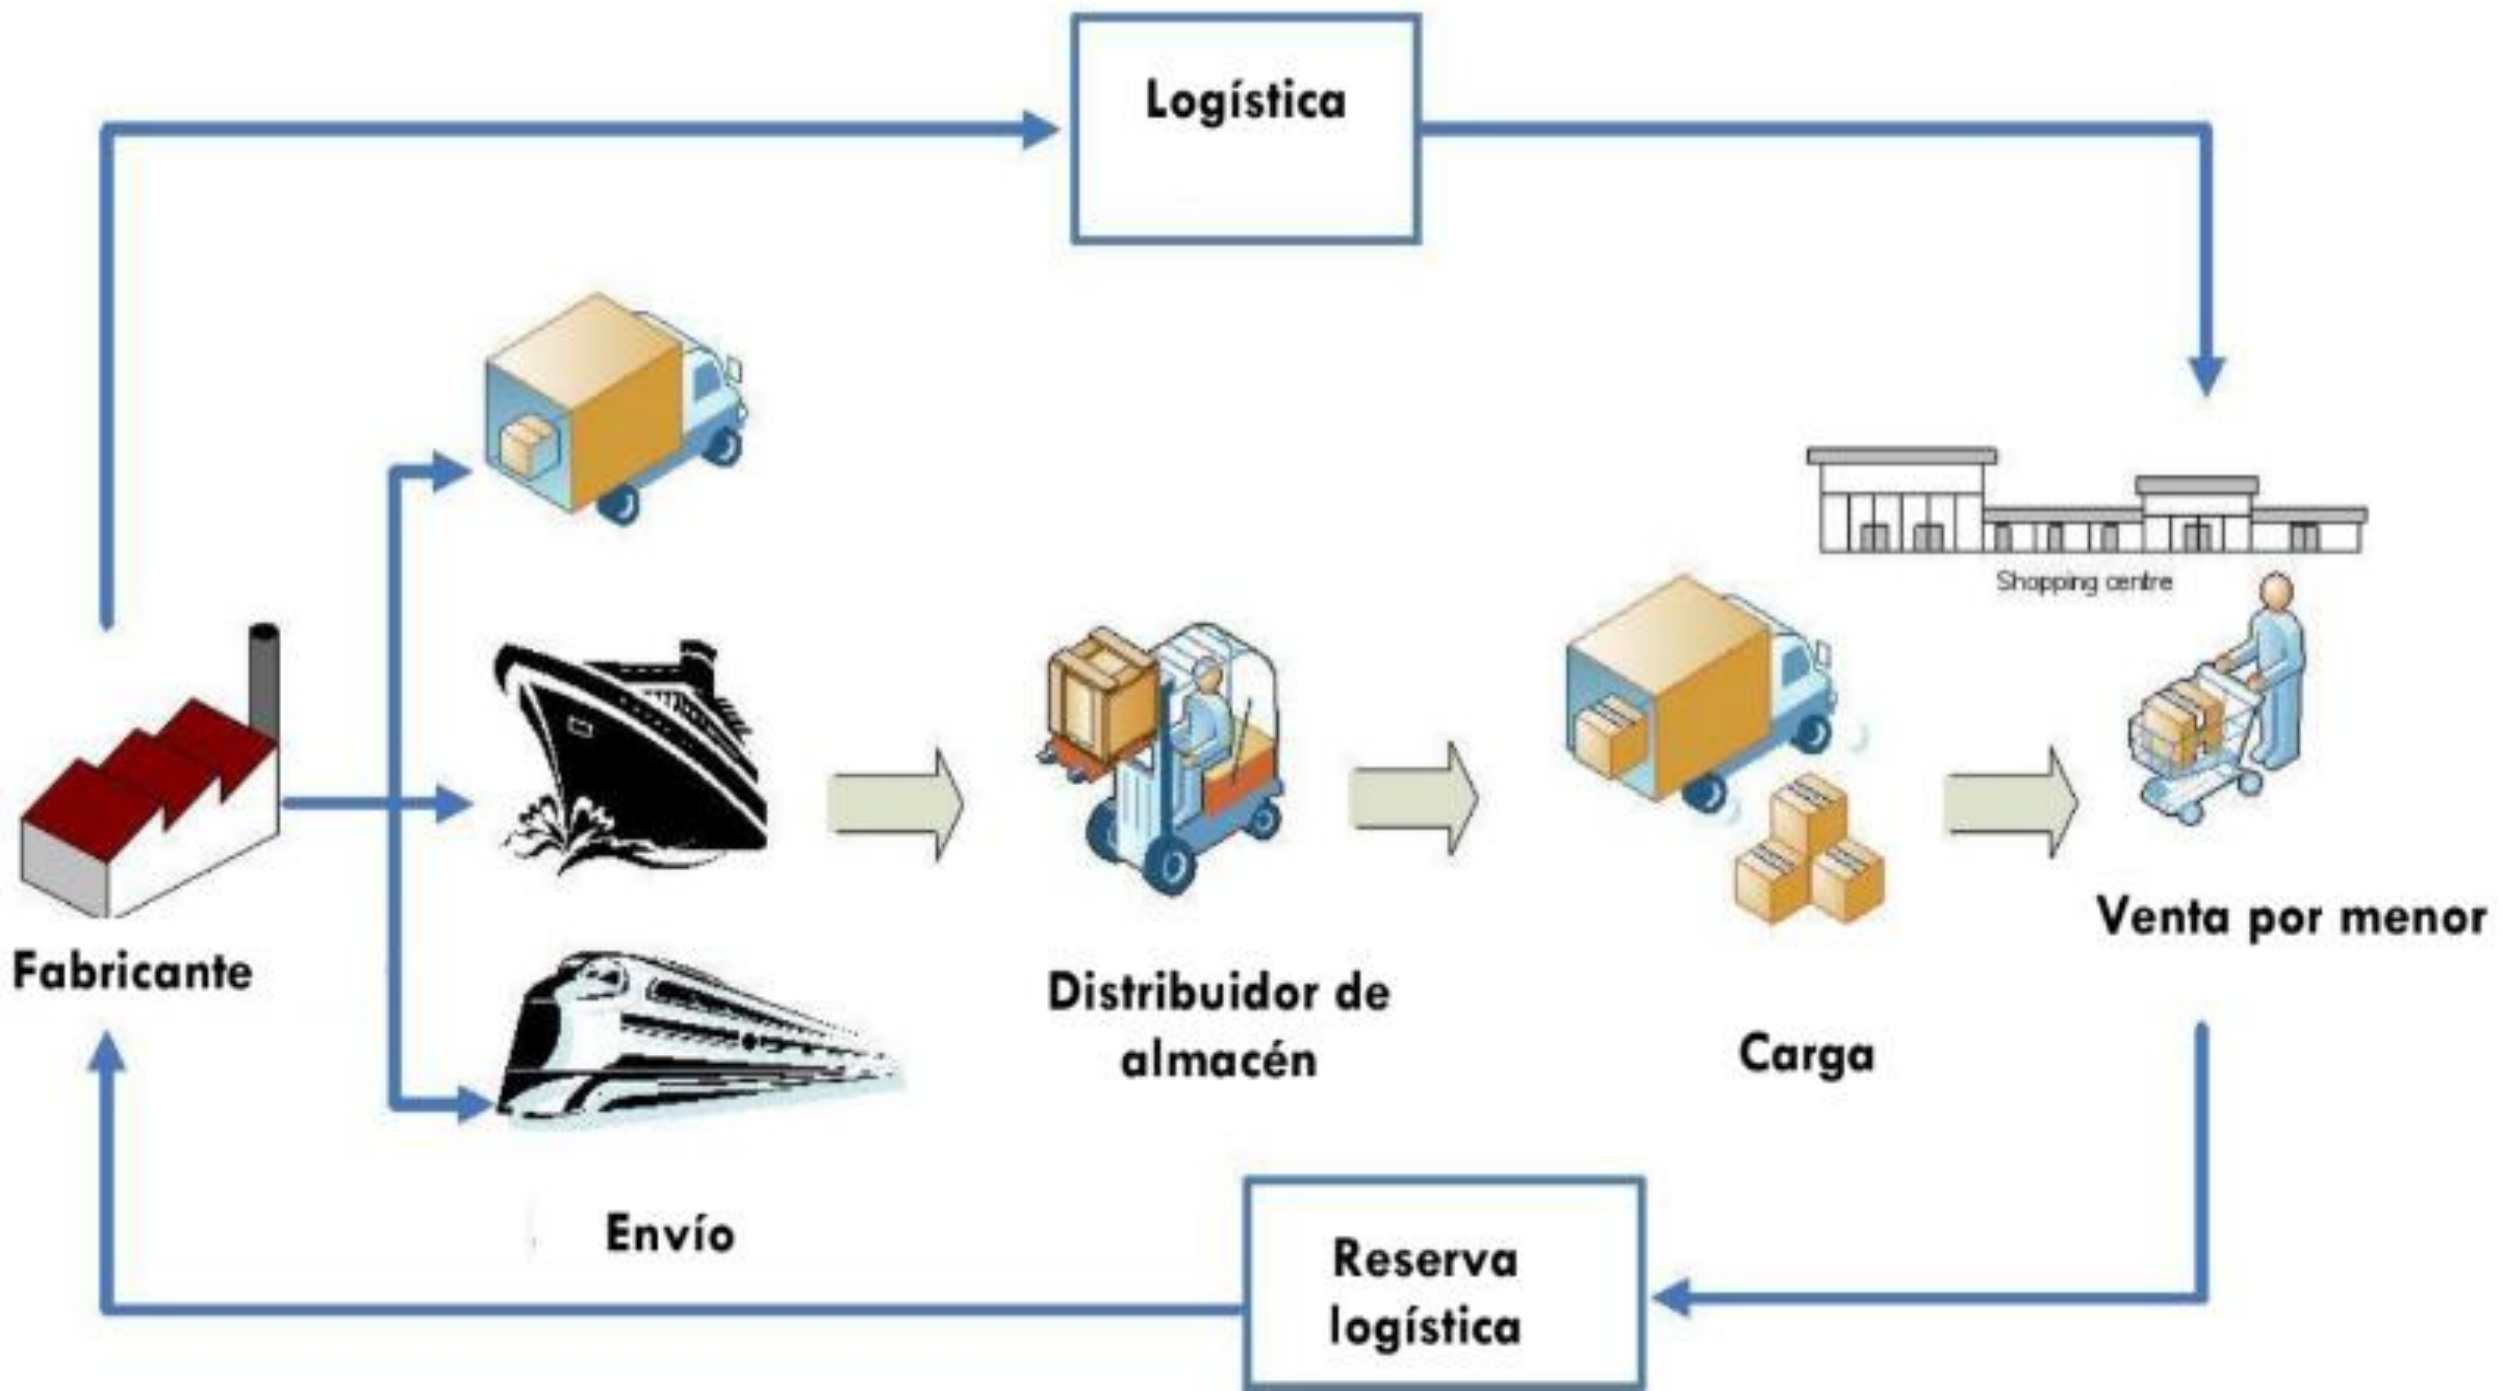 Logística
Shopping centre
Venta por menor
Fabricante
Distribuidor de
almacén
Carga
Envío
Reserva
logística